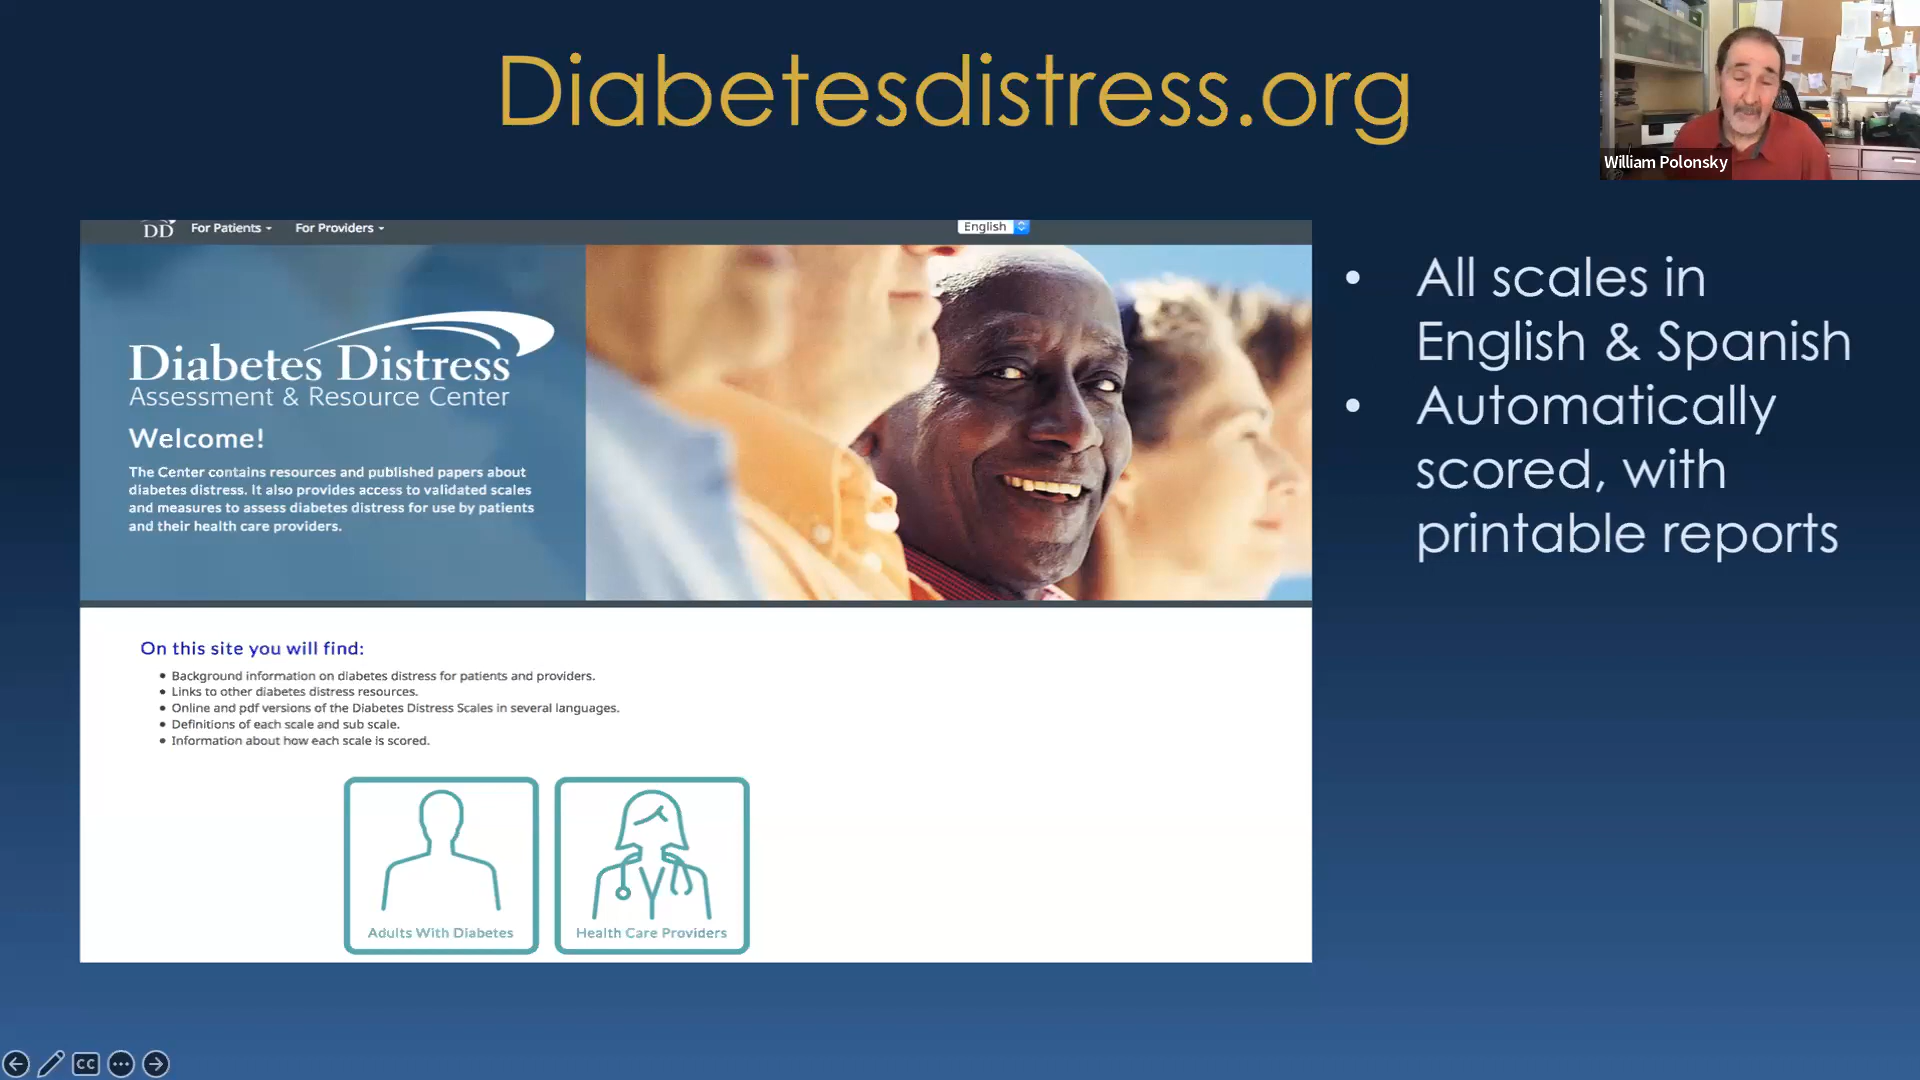 Diabetesdistress.org
William Polonsky
DD
For Patients
For Providers
English
Diabetes Distress
Assessment & Resource Center
Welcome!
The Center contains resources and published papers about
diabetes distress. It also provides access to validated scales
and measures to assess diabetes distress for use by patients
and their health care providers.
• All scales in
English & Spanish
• Automatically
scored, with
printable reports
On this site you will find:
• Background information on diabetes distress for patients and providers.
• Links to other diabetes distress resources.
• Online and pdf versions of the Diabetes Distress Scales in several languages.
• Definitions of each scale and sub scale.
• Information about how each scale is scored.
Adults With Diabetes
Health Care Providers
CC